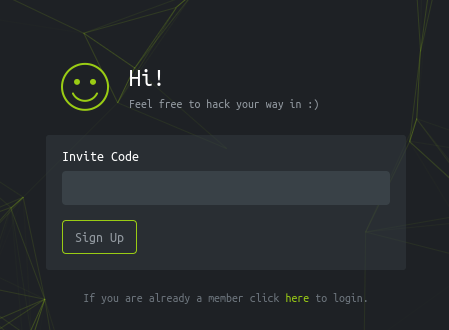 Hi!
Feel free to hack your way in :)
Invite Code
Sign Up
If you are already a member click here to login.